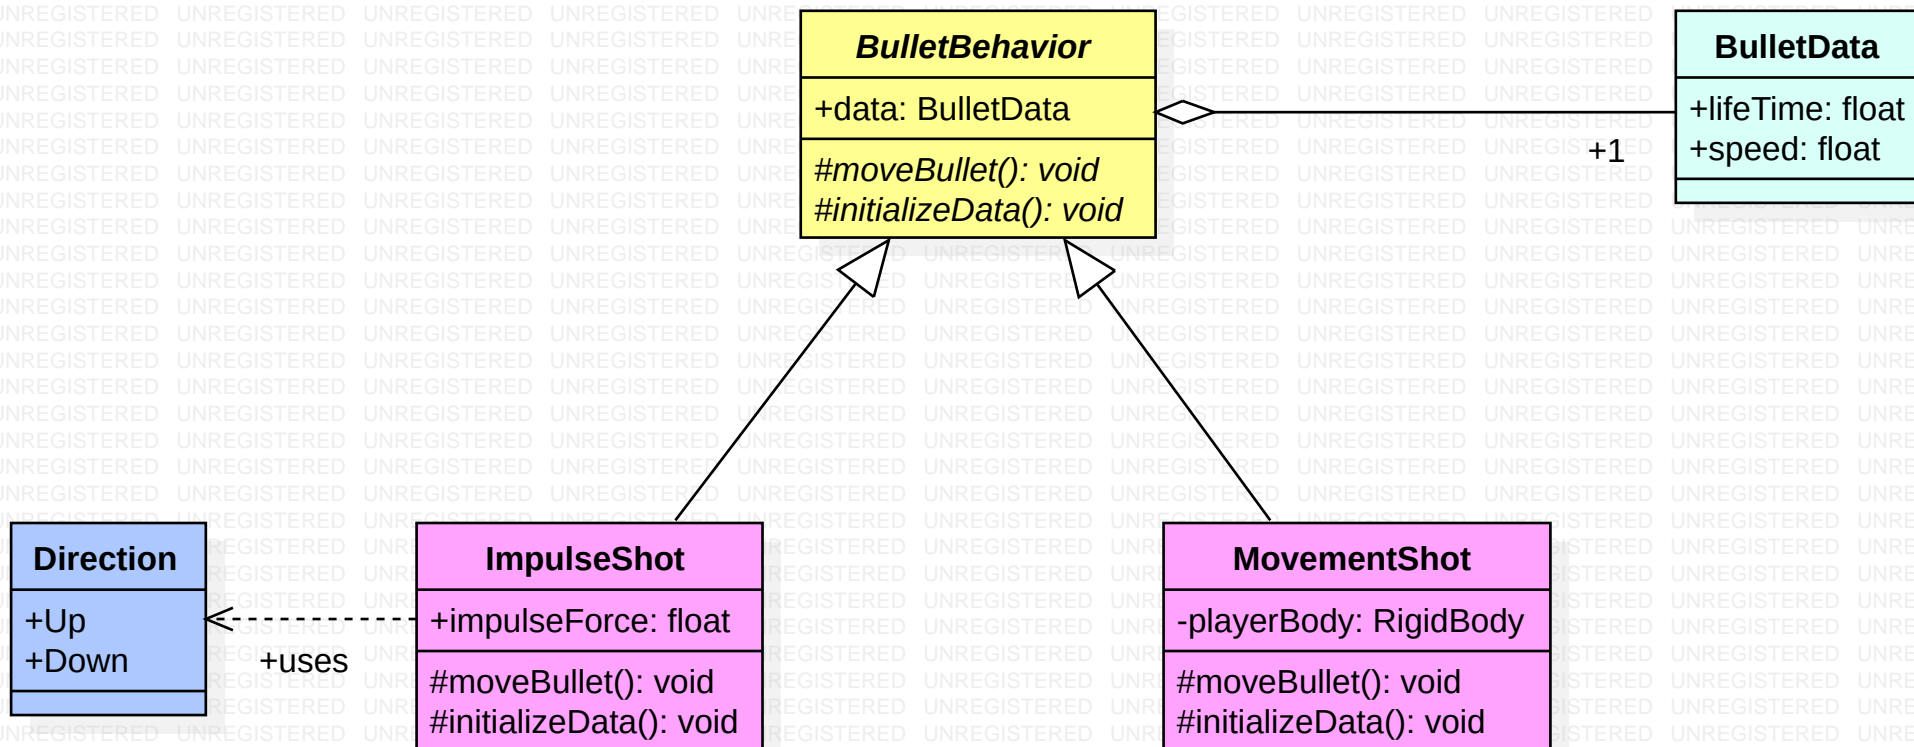 BulletBehavior
+data: BulletData
#moveBullet(): void
#initializeData(): void
BulletData
+lifeTime: float
+speed: float
+1
Direction
+Up
+Down
+uses
ImpulseShot
+impulseForce: float
#moveBullet(): void
#initializeData(): void
MovementShot
-playerBody: RigidBody
#moveBullet(): void
#initializeData(): void
UNREGISTERED